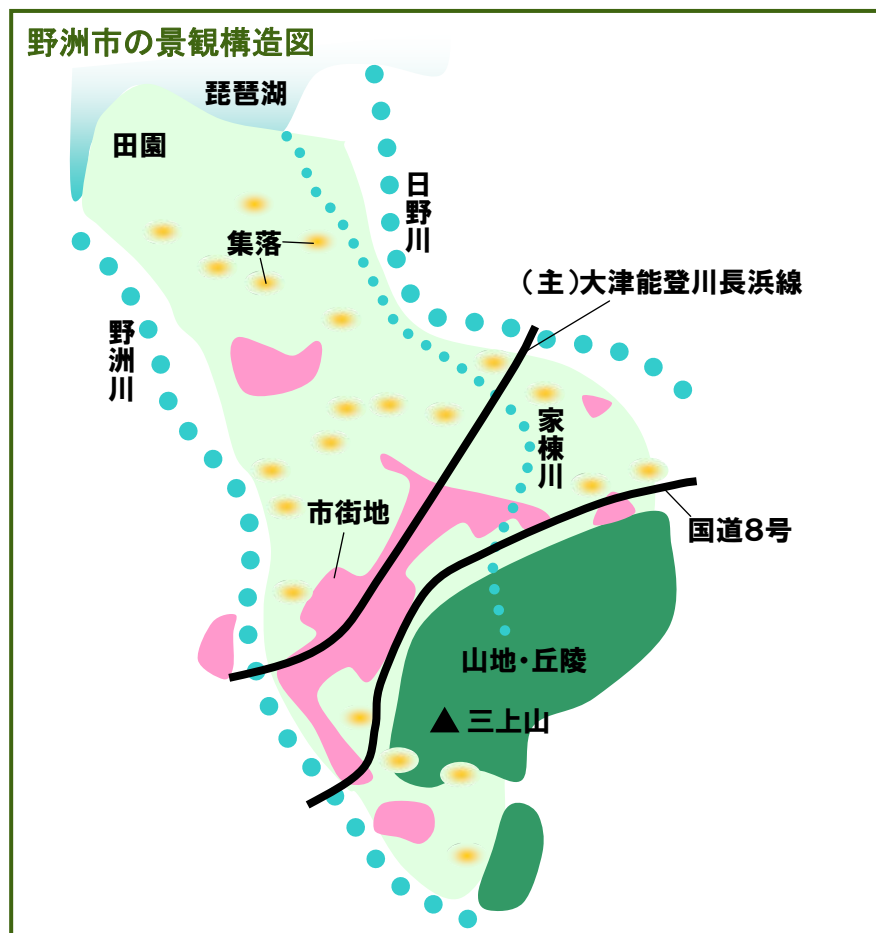 野洲市の景観構造図
琵琶湖
田園
日野川
集落
（主）大津能登川長浜線
野洲川
家棟川
市街地
国道8号
山地・丘陵
▲三上山